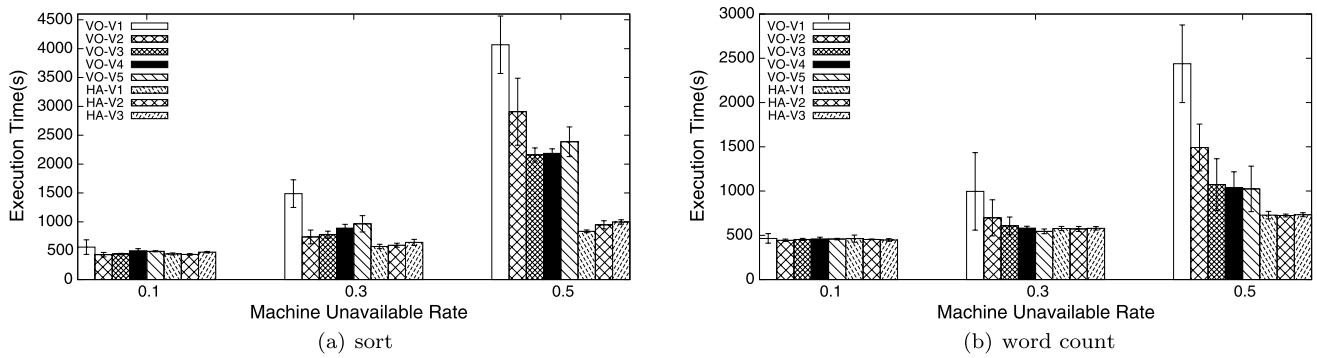 4500
4000
3500
3000
2500
2000
1500
1000
500
0
Execution Time(s)
VO-V1
VO-V2
VO-V3
VO-V4
VO-V5
HA-V1
HA-V2
HA-V3
0.1 0.3 0.5
Machine Unavailable Rate
(a) sort
3000
2500
2000
1500
1000
500
0
Execution Time(s)
VO-V1
VO-V2
VO-V3
VO-V4
VO-V5
HA-V1
HA-V2
HA-V3
0.1 0.3 0.5
Machine Unavailable Rate
(b) word count